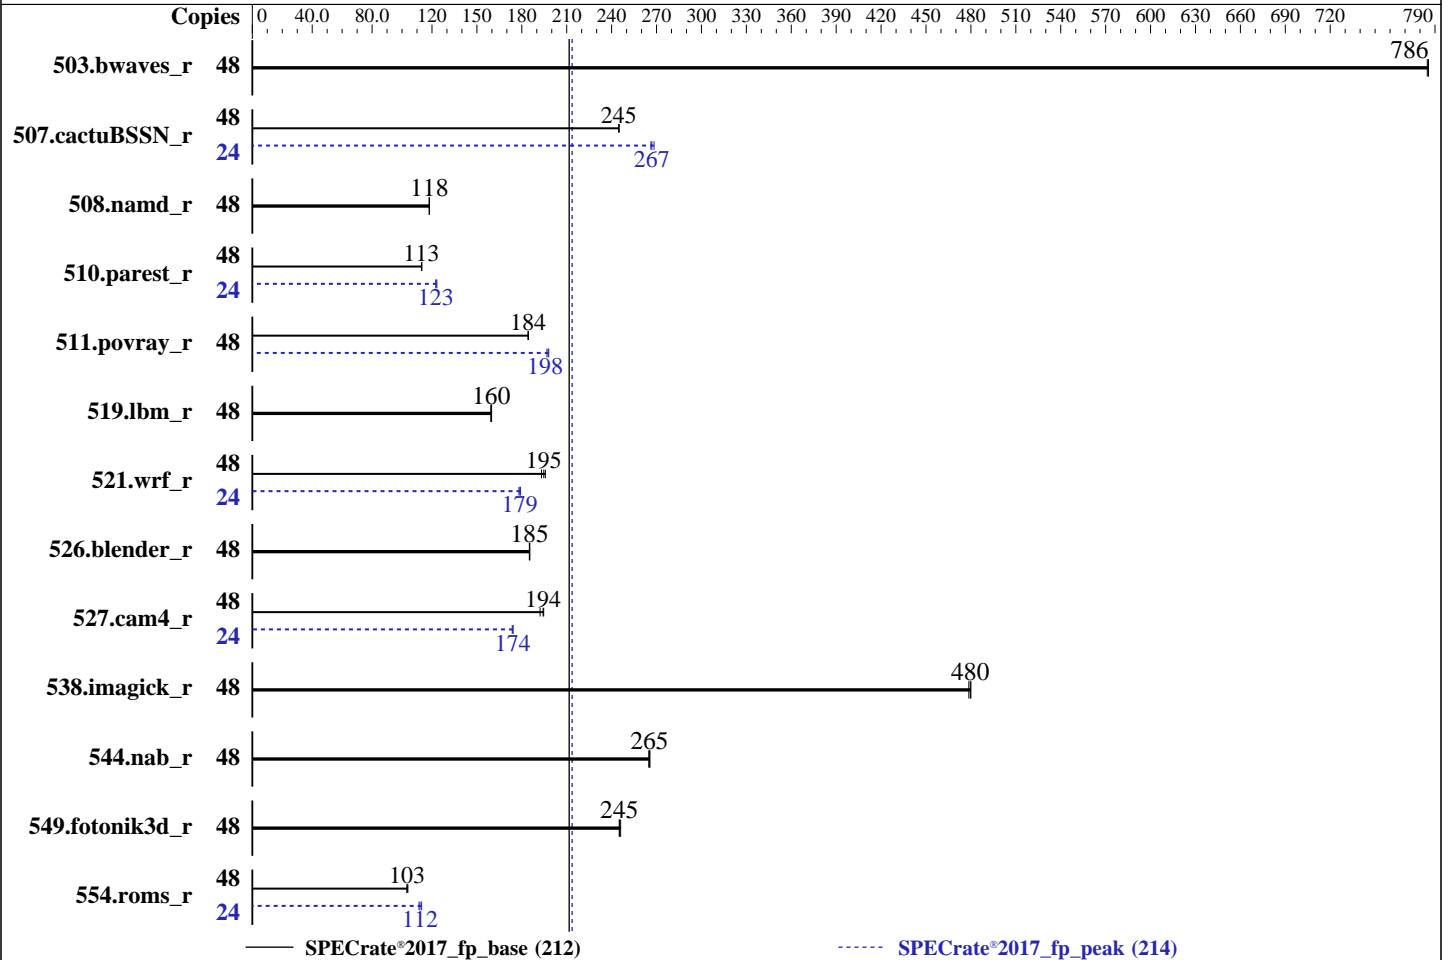 Copies 0 40.0 80.0 120 150 180 210 240 270 300 330 360 390 420 450 480 510 540 570 600 630 660 690 720 790
503.bwaves_r 48 786
507.cactuBSSN_r 48 245
24 267
508.namd_r 48 118
510.parest_r 48 113
24 123
511.povray_r 48 184
198
519.lbm_r 48 160
521.wrf_r 48 195
24 179
526.blender_r 48 185
527.cam4_r 48 194
24 174
538.imagick_r 48 480
544.nab_r 48 265
549.fotonik3d_r 48 245
554.roms_r 48 103
24 112
SPECrate®2017_fp_base (212) SPECrate®2017_fp_peak (214)